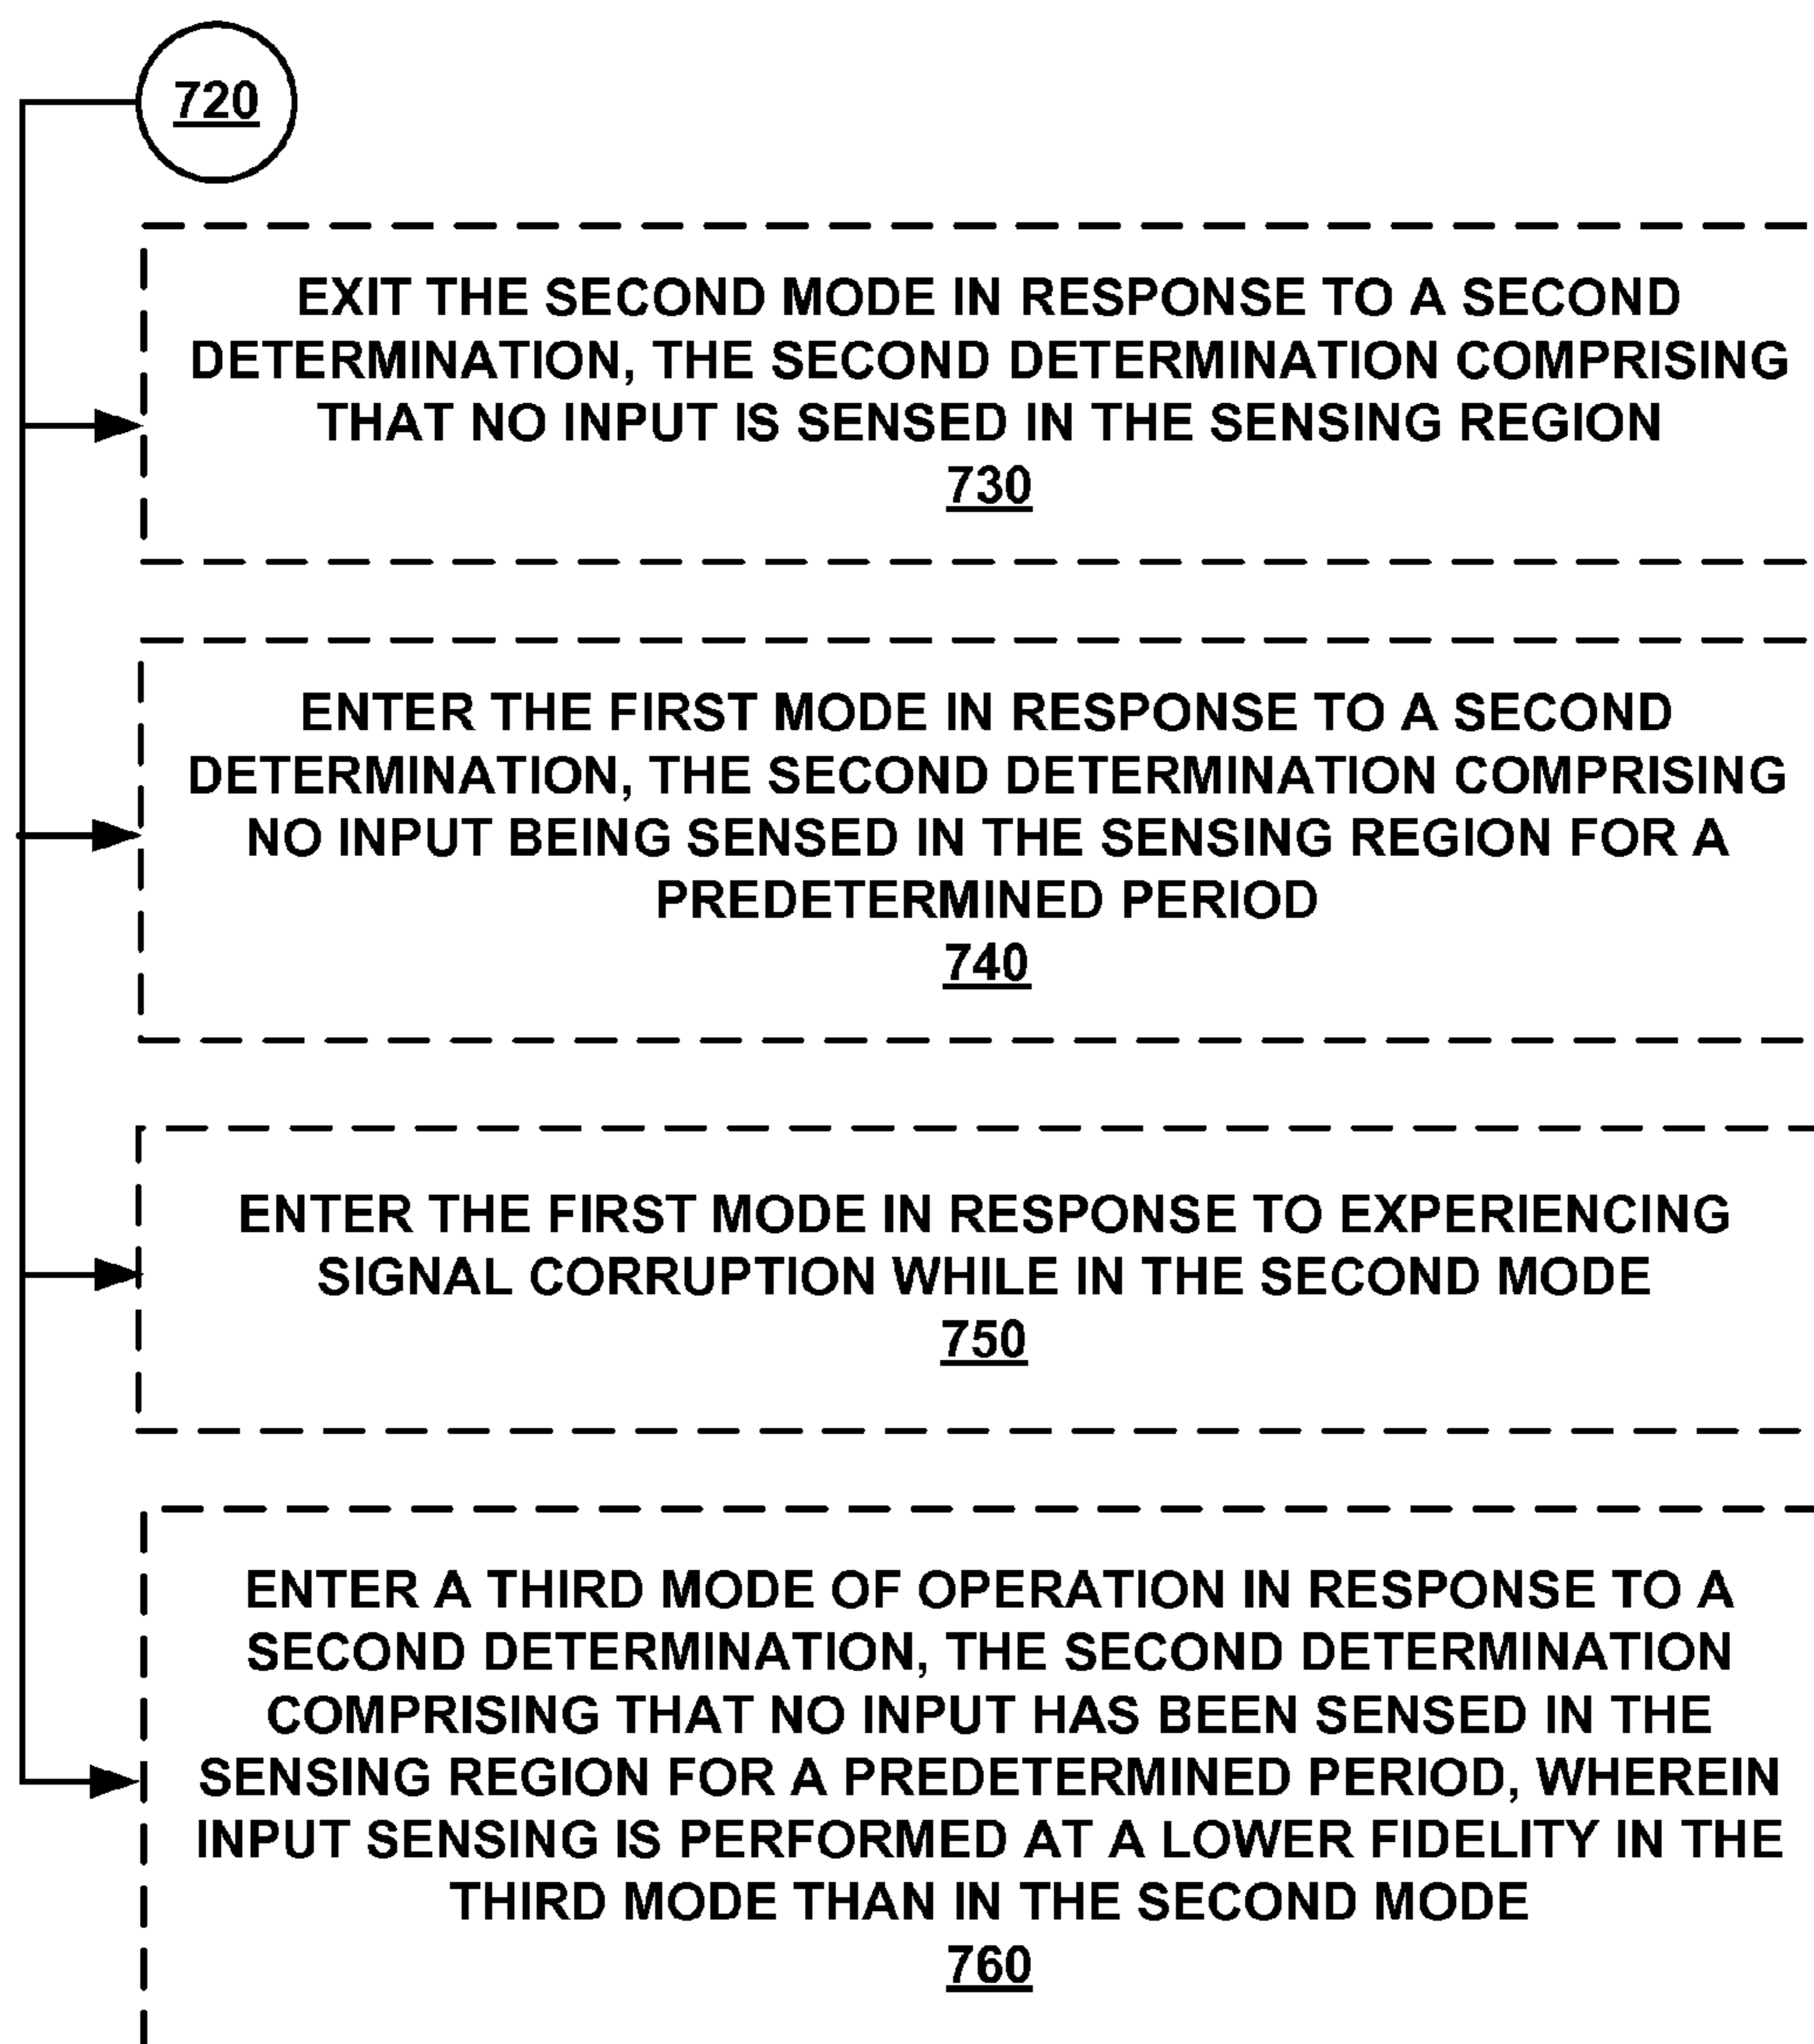 720
EXIT THE SECOND MODE IN RESPONSE TO A SECOND
DETERMINATION, THE SECOND DETERMINATION COMPRISING
THAT NO INPUT IS SENSED IN THE SENSING REGION
730
ENTER THE FIRST MODE IN RESPONSE TO A SECOND
DETERMINATION, THE SECOND DETERMINATION COMPRISING
NO INPUT BEING SENSED IN THE SENSING REGION FOR A
PREDETERMINED PERIOD
740
ENTER THE FIRST MODE IN RESPONSE TO EXPERIENCING
SIGNAL CORRUPTION WHILE IN THE SECOND MODE
750
ENTER A THIRD MODE OF OPERATION IN RESPONSE TO A
SECOND DETERMINATION, THE SECOND DETERMINATION
COMPRISING THAT NO INPUT HAS BEEN SENSED IN THE
SENSING REGION FOR A PREDETERMINED PERIOD, WHEREIN
INPUT SENSING IS PERFORMED AT A LOWER FIDELITY IN THE
THIRD MODE THAN IN THE SECOND MODE
760